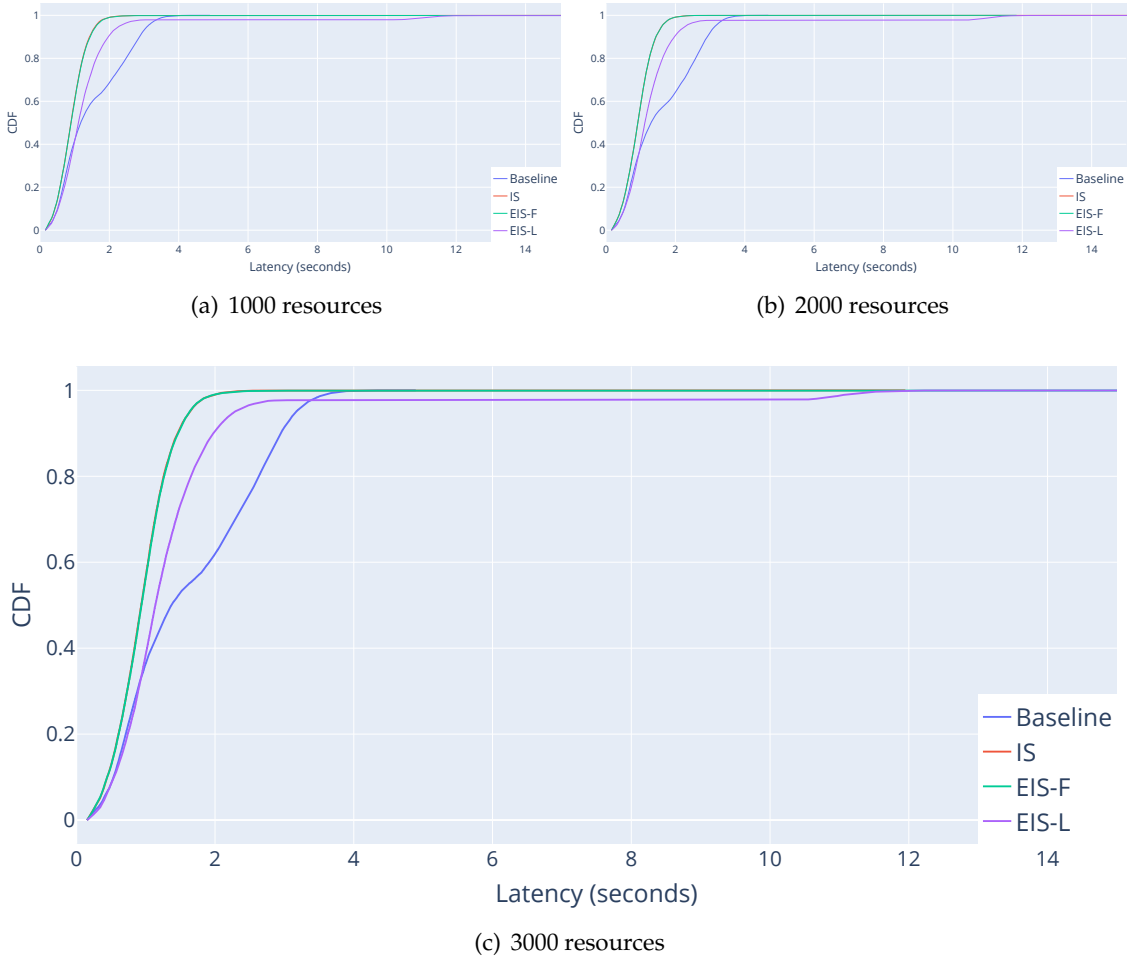 1
0.8
0.6
0.4
0.2
0
CDF
0 2 4 6 8 10 12 14
Latency (seconds)
Baseline
IS
EIS-F
EIS-L
(a) 1000 resources
1
0.8
0.6
0.4
0.2
0
CDF
0 2 4 6 8 10 12 14
Latency (seconds)
Baseline
IS
EIS-F
EIS-L
(b) 2000 resources
1
0.8
0.6
0.4
0.2
0
CDF
0 2 4 6 8 10 12 14
Latency (seconds)
Baseline
IS
EIS-F
EIS-L
(c) 3000 resources